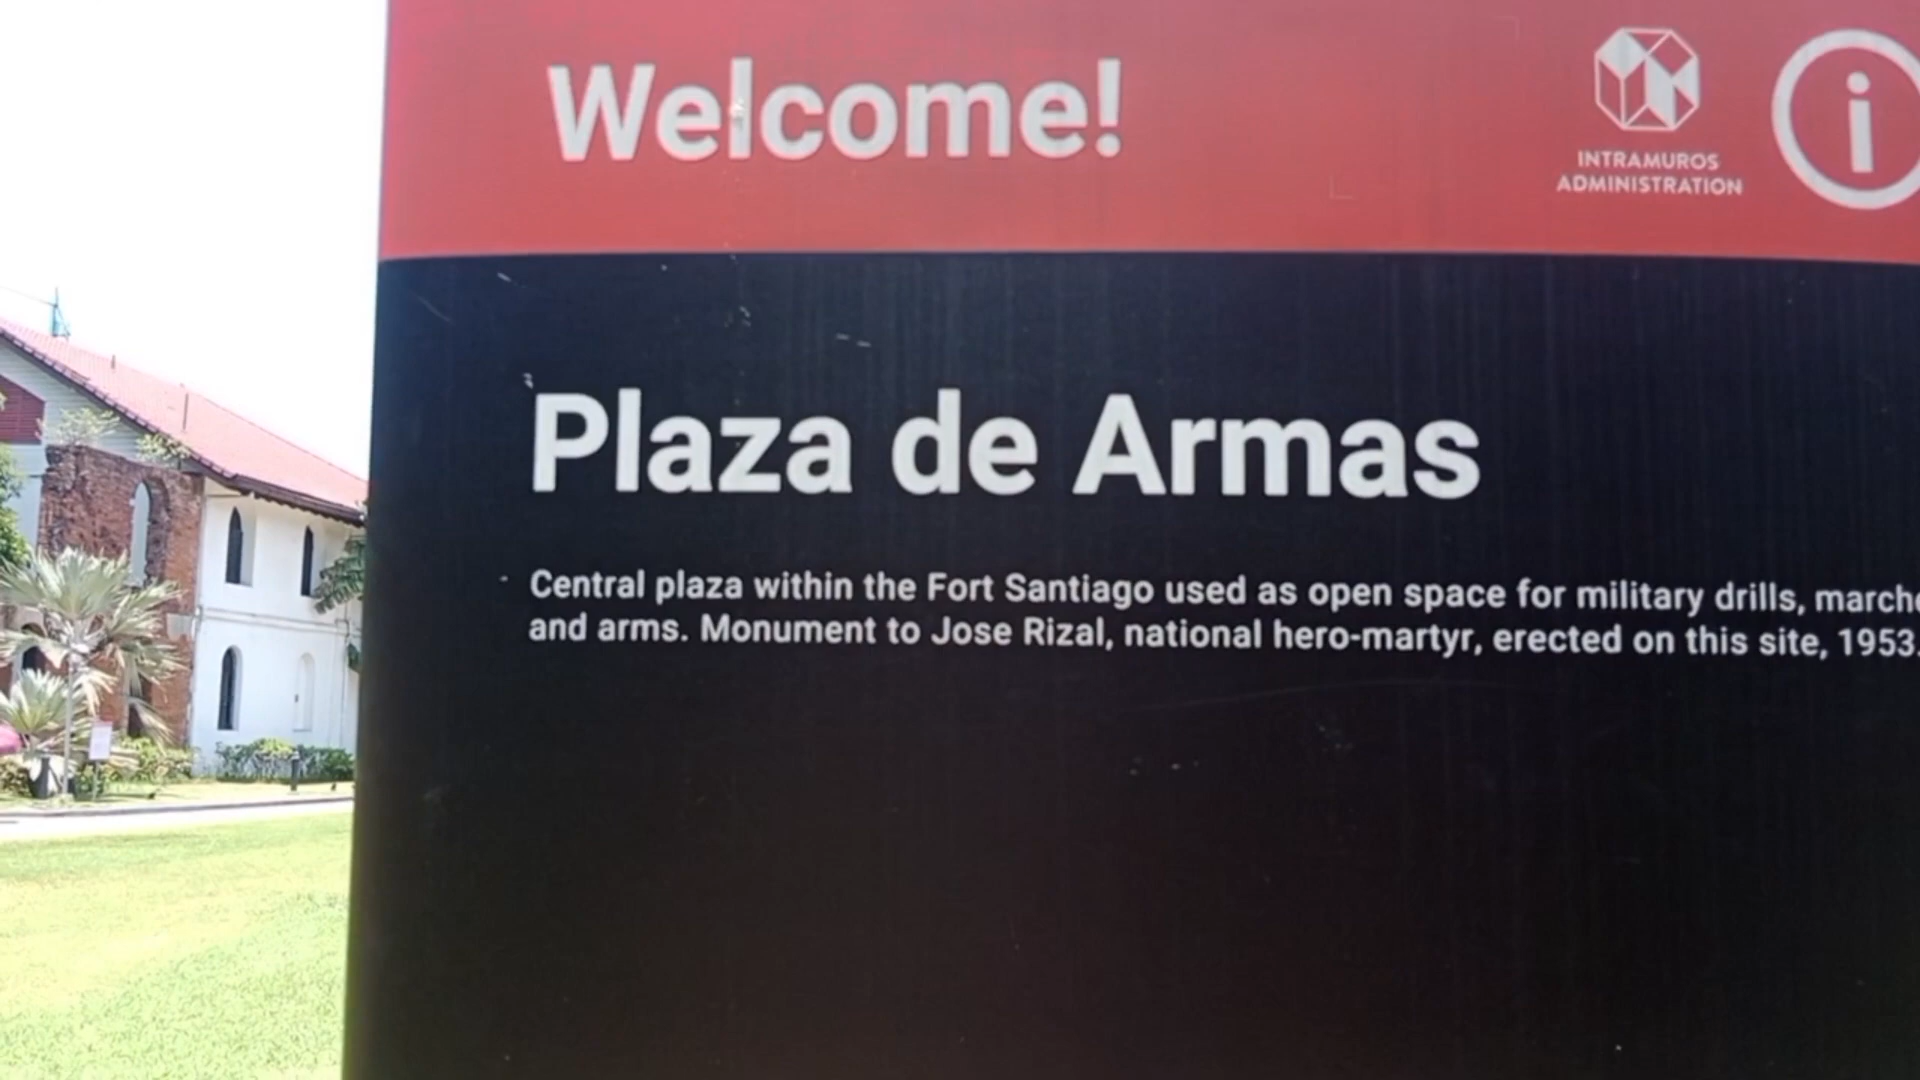 Welcome!
INTRAMUROS
ADMINISTRATION
i
Plaza de Armas
Central plaza within the Fort Santiago used as open space for military drills,
and arms. Monument to Jose Rizal, national hero-martyr, erected on this site, 1953.